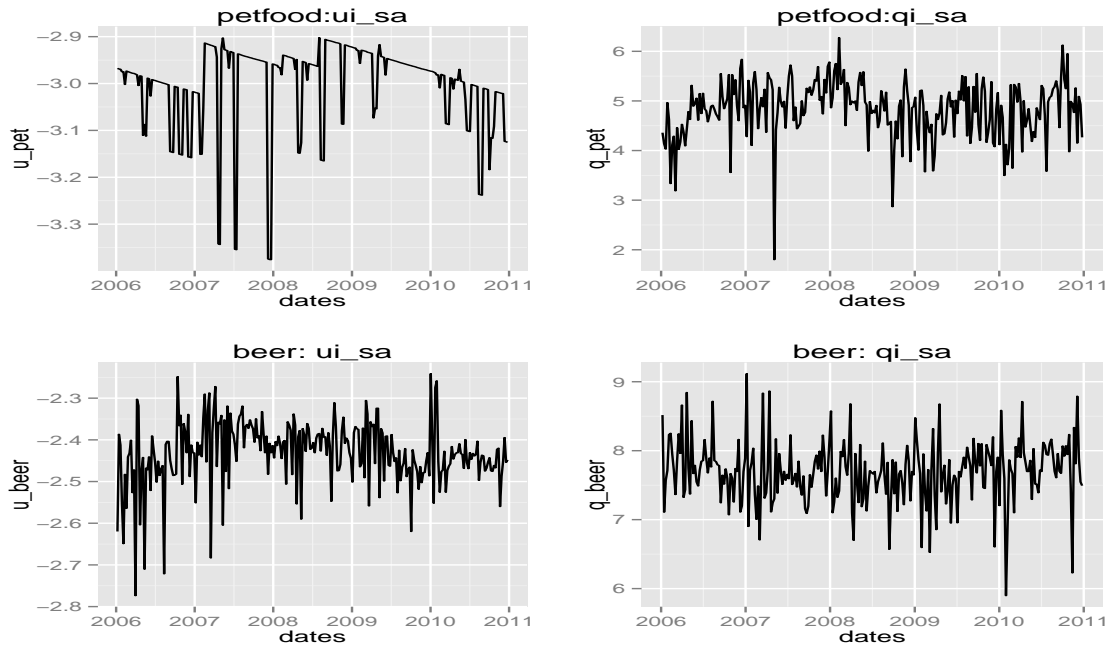 petfood:ui_sa
u_pet
−2.9
−3.0
−3.1
−3.2
−3.3
2006 2007 2008 2009 2010 2011
dates
petfood:qi_sa
q_pet
6
5
4
3
2
2006 2007 2008 2009 2010 2011
dates
beer: ui_sa
u_beer
−2.3
−2.4
−2.5
−2.6
−2.7
−2.8
2006 2007 2008 2009 2010 2011
dates
beer: qi_sa
q_beer
9
8
7
6
2006 2007 2008 2009 2010 2011
dates